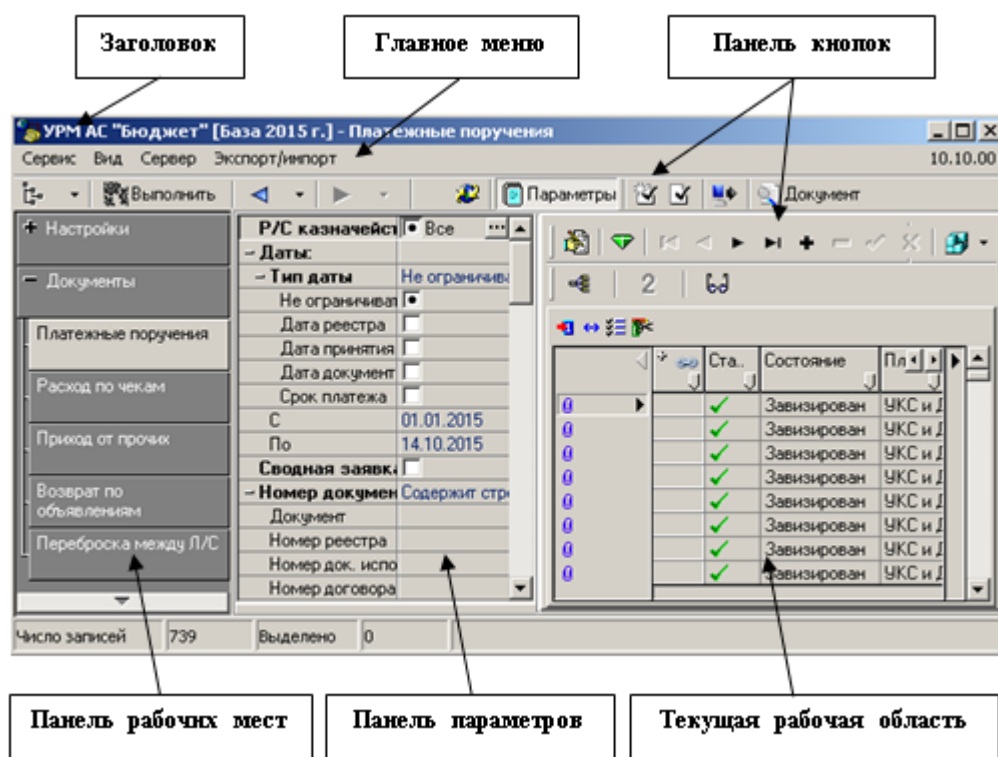 Заголовок
Главное меню
Панель кнопок
УРМ АС "Бюджет" [База 2015 г.] - Платежные поручения
Сервис Вид Сервер Экспорт/импорт 10.10.00
Выполнить Параметры Документ
Настройки
Документы
Платежные поручения
Расход по чекам
Приход от прочих
Возврат по
объявлениям
Переброска между Л/С
Р/С казначейст Все ...
Даты:
Тип даты Не ограничива
Не ограничиват
Дата реестра
Дата принятия
Дата документ
Срок платежа
С 01.01.2015
По 14.10.2015
Сводная заявка
Номер докумен Содержит стро
Документ
Номер реестра
Номер док. испо
Номер договора
2
Ста.. Состояние Пл
Завизирован УКС и Д
Завизирован УКС и Д
Завизирован УКС и Д
Завизирован УКС и Д
Завизирован УКС и Д
Завизирован УКС и Д
Завизирован УКС и Д
Завизирован УКС и Д
Число записей 739 Выделено 0
Панель рабочих мест
Панель параметров
Текущая рабочая область